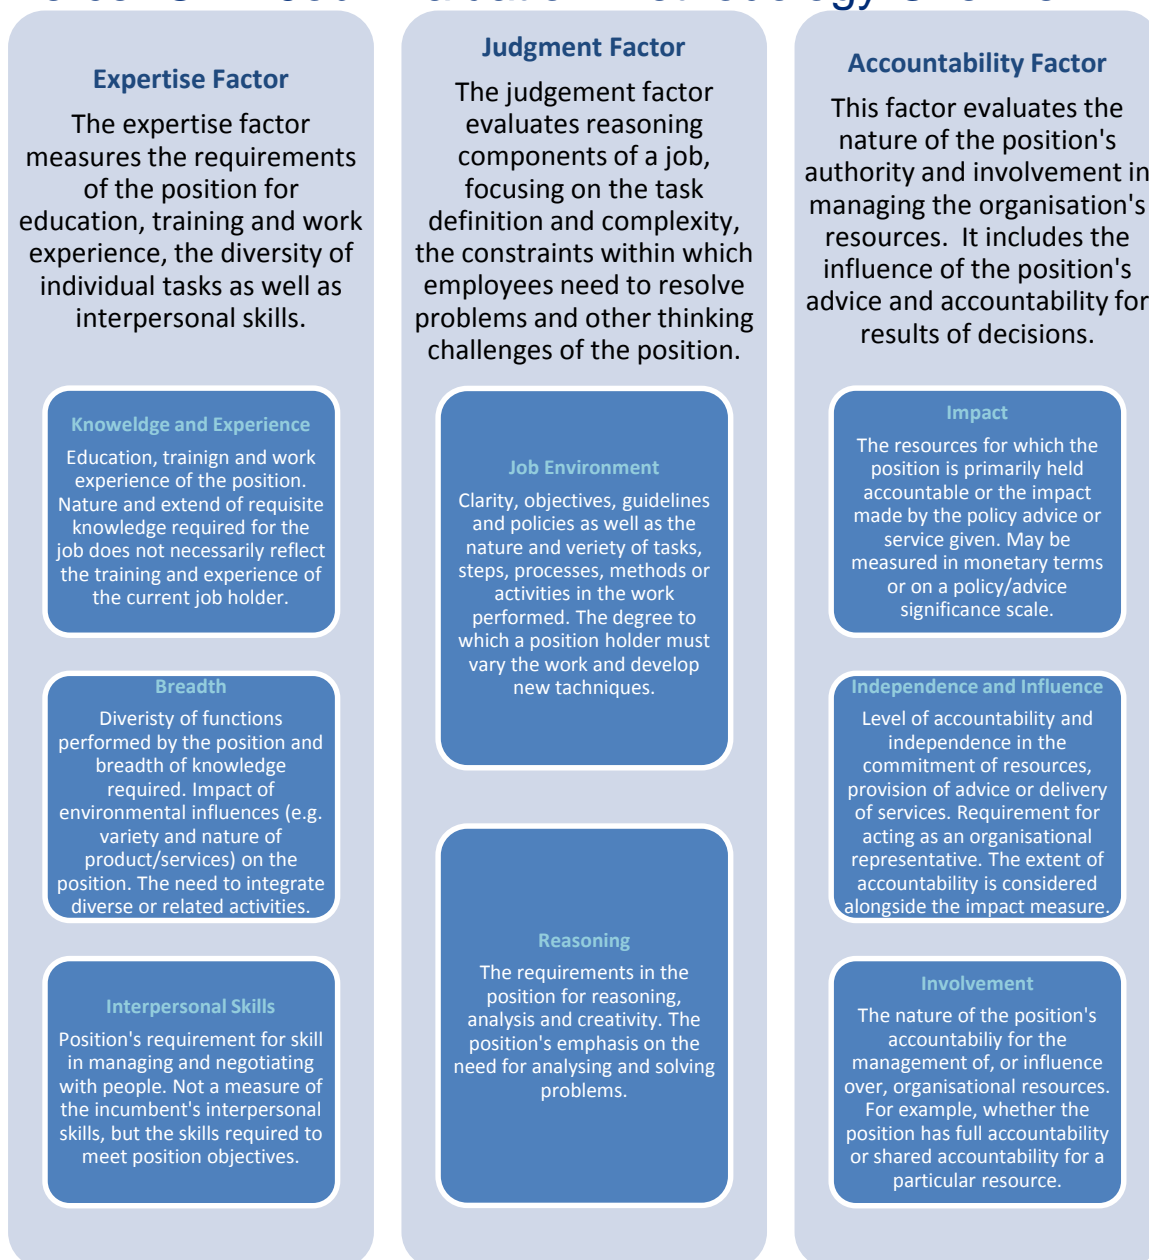 Expertise Factor
The expertise factor
measures the requirements
of the position for
education, training and work
experience, the diversity of
individual tasks as well as
interpersonal skills.
Knoweldge and Experience
Education, trainign and work
experience of the position.
Nature and extend of requisite
knowledge required for the
job does not necessarily reflect
the training and experience of
the current job holder.
Breadth
Diveristy of functions
performed by the position and
breadth of knowledge
required. Impact of
environmental influences (e.g.
variety and nature of
product/services) on the
position. The need to integrate
diverse or related activities.
Interpersonal Skills
Position's requirement for skill
in managing and negotiating
with people. Not a measure of
the incumbent's interpersonal
skills, but the skills required to
meet position objectives.
Judgment Factor
The judgement factor
evaluates reasoning
components of a job,
focusing on the task
definition and complexity,
the constraints within which
employees need to resolve
problems and other thinking
challenges of the position.
Job Environment
Clarity, objectives, guidelines
and policies as well as the
nature and veriety of tasks,
steps, processes, methods or
activities in the work
performed. The degree to
which a position holder must
vary the work and develop
new tachniques.
Reasoning
The requirements in the
position for reasoning,
analysis and creativity. The
position's emphasis on the
need for analysing and solving
problems.
Accountability Factor
This factor evaluates the
nature of the position's
authority and involvement in
managing the organisation's
resources.  It includes the
influence of the position's
advice and accountability for
results of decisions.
Impact
The resources for which the
position is primarily held
accountable or the impact
made by the policy advice or
service given. May be
measured in monetary terms
or on a policy/advice
significance scale.
Independence and Influence
Level of accountability and
independence in the
commitment of resources,
provision of advice or delivery
of services. Requirement for
acting as an organisational
representative. The extent of
accountability is considered
alongside the impact measure.
Involvement
The nature of the position's
accountabiliy for the
management of, or influence
over, organisational resources.
For example, whether the
position has full accountability
or shared accountability for a
particular resource.